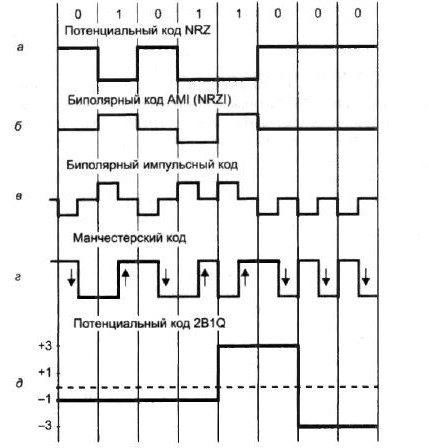 0 1 0 1 1 0 0 0
Потенциальный код NRZ
а
Биполярный код AMI (NRZI)
б
Биполярный импульсный код
в
Манчестерский код
г
Потенциальный код 2B1Q
+3
+1
д
−1
−3